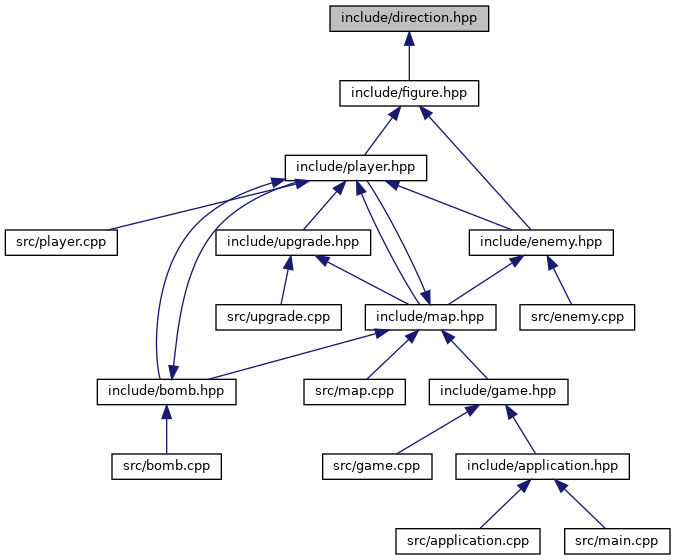 include/direction.hpp
include/figure.hpp
include/player.hpp
src/player.cpp
include/upgrade.hpp
include/enemy.hpp
src/upgrade.cpp
include/map.hpp
src/enemy.cpp
include/bomb.hpp
src/map.cpp
include/game.hpp
src/bomb.cpp
src/game.cpp
include/application.hpp
src/application.cpp
src/main.cpp